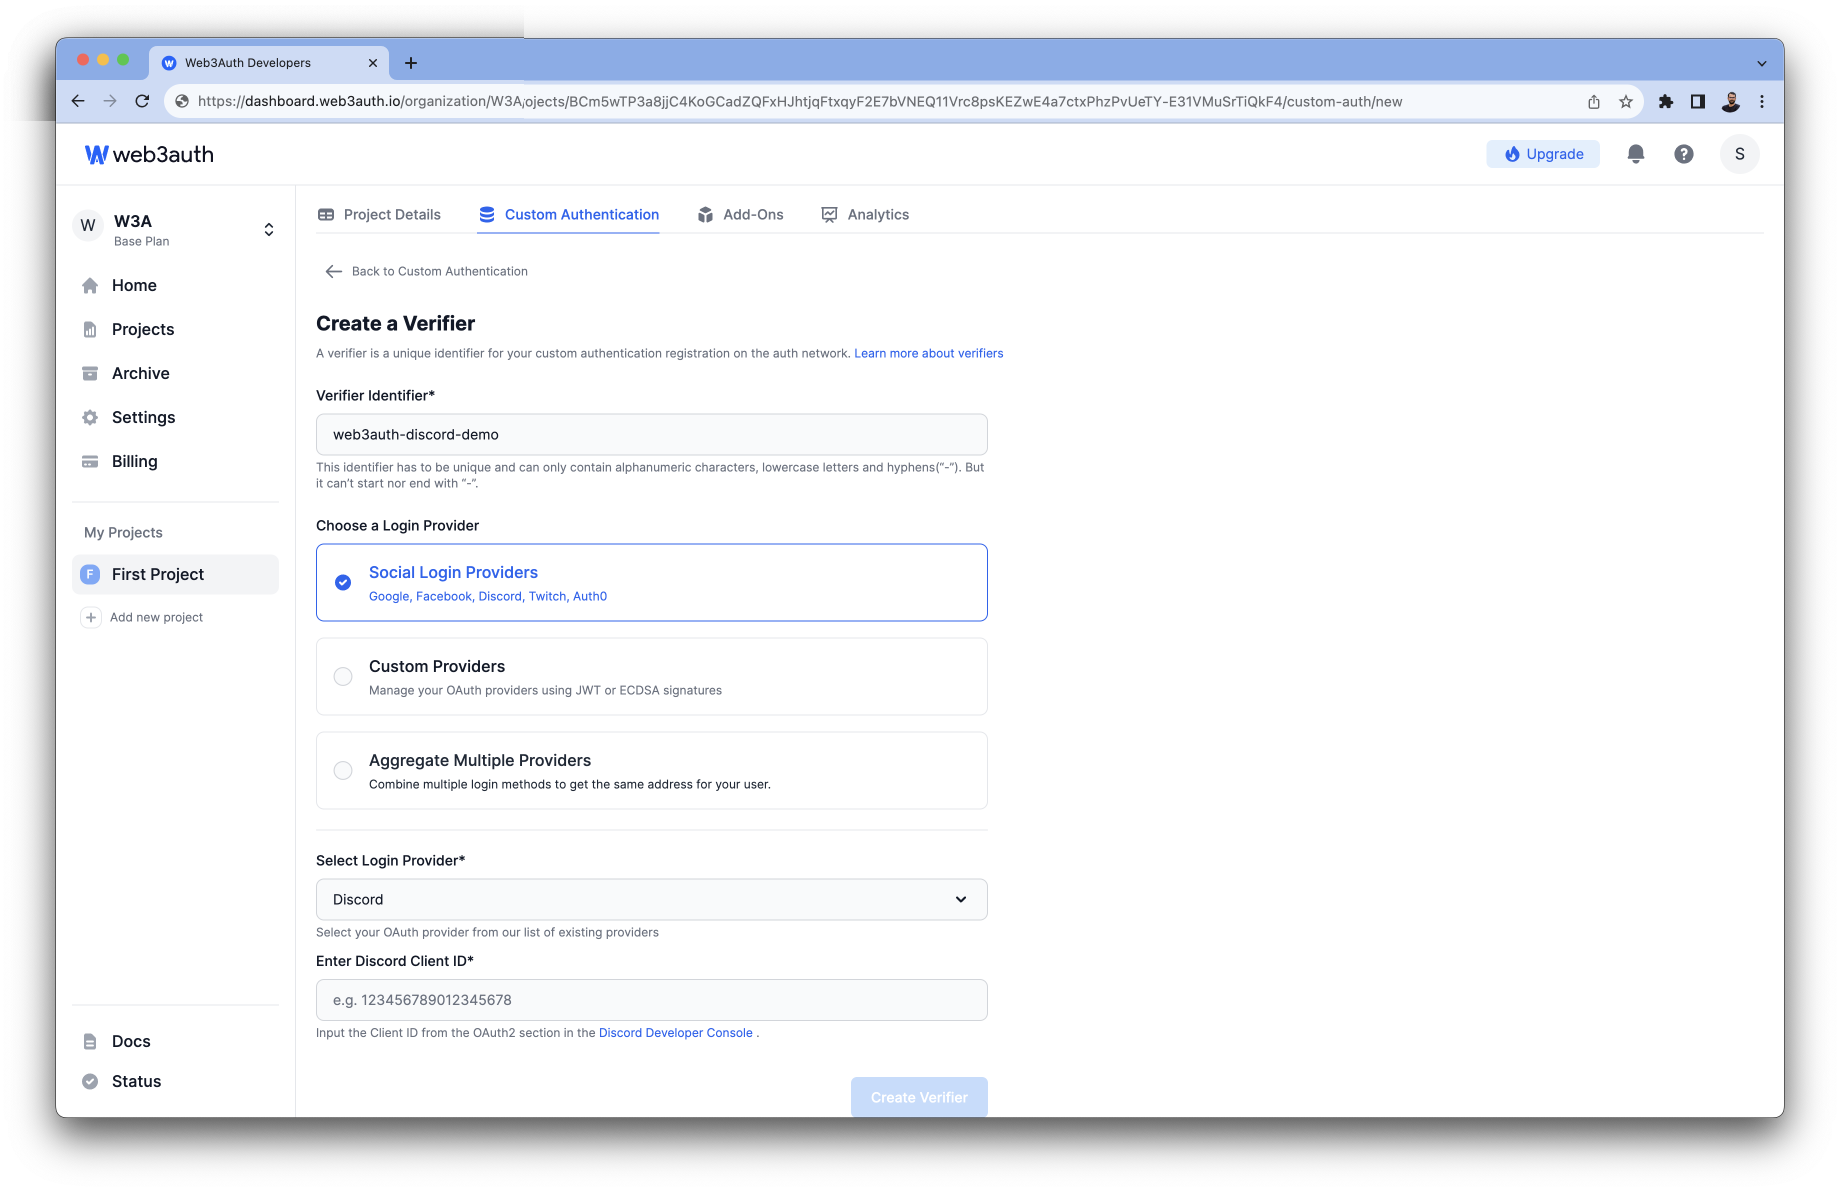 Web3Auth Developers
https://dashboard.web3auth.io/organization/W3A/ojects/BCm5wTP3a8jjC4KoGCadZQFxHJhtjqFtxqyF2E7bVNEQ11Vrc8psKEZwE4a7ctxPhzPvUeTY-E31VMuSrTiQkF4/custom-auth/new
web3auth
Upgrade
S
W
W3A
Base Plan
Home
Projects
Archive
Settings
Billing
My Projects
F
First Project
Add new project
Docs
Status
Project Details
Custom Authentication
Add-Ons
Analytics
Back to Custom Authentication
Create a Verifier
A verifier is a unique identifier for your custom authentication registration on the auth network. Learn more about verifiers
Verifier Identifier*
web3auth-discord-demo
This identifier has to be unique and can only contain alphanumeric characters, lowercase letters and hyphens(“-”). But
it can’t start nor end with “-”.
Choose a Login Provider
Social Login Providers
Google, Facebook, Discord, Twitch, Auth0
Custom Providers
Manage your OAuth providers using JWT or ECDSA signatures
Aggregate Multiple Providers
Combine multiple login methods to get the same address for your user.
Select Login Provider*
Discord
Select your OAuth provider from our list of existing providers
Enter Discord Client ID*
e.g. 123456789012345678
Input the Client ID from the OAuth2 section in the Discord Developer Console .
Create Verifier